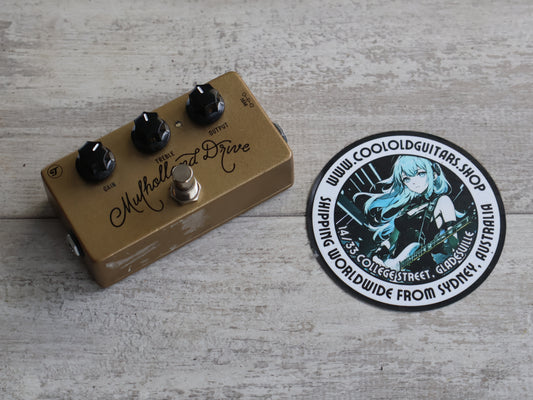 OUTPUT
TREBLE
GAIN
Mulholland Drive
WWW.COOLOLDGUITARS.SHOP
14/33 COLLEGE STREET, GLADESVILLE
SHIPPING WORLDWIDE FROM SYDNEY, AUSTRALIA